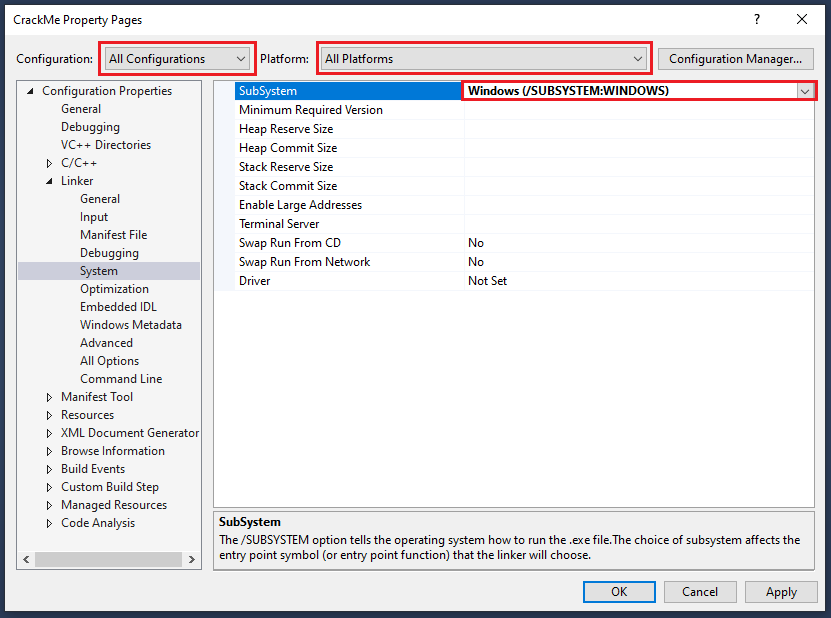 CrackMe Property Pages
? 
Configuration: All Configurations Platform: All Platforms Configuration Manager...
Configuration Properties
General
Debugging
VC++ Directories
C/C++
Linker
General
Input
Manifest File
Debugging
System
Optimization
Embedded IDL
Windows Metadata
Advanced
All Options
Command Line
Manifest Tool
Resources
XML Document Generator
Browse Information
Build Events
Custom Build Step
Managed Resources
Code Analysis
SubSystem Windows (/SUBSYSTEM:WINDOWS)
Minimum Required Version
Heap Reserve Size
Heap Commit Size
Stack Reserve Size
Stack Commit Size
Enable Large Addresses
Terminal Server
Swap Run From CD No
Swap Run From Network No
Driver Not Set
SubSystem
The /SUBSYSTEM option tells the operating system how to run the .exe file.The choice of subsystem affects the
entry point symbol (or entry point function) that the linker will choose.
OK Cancel Apply